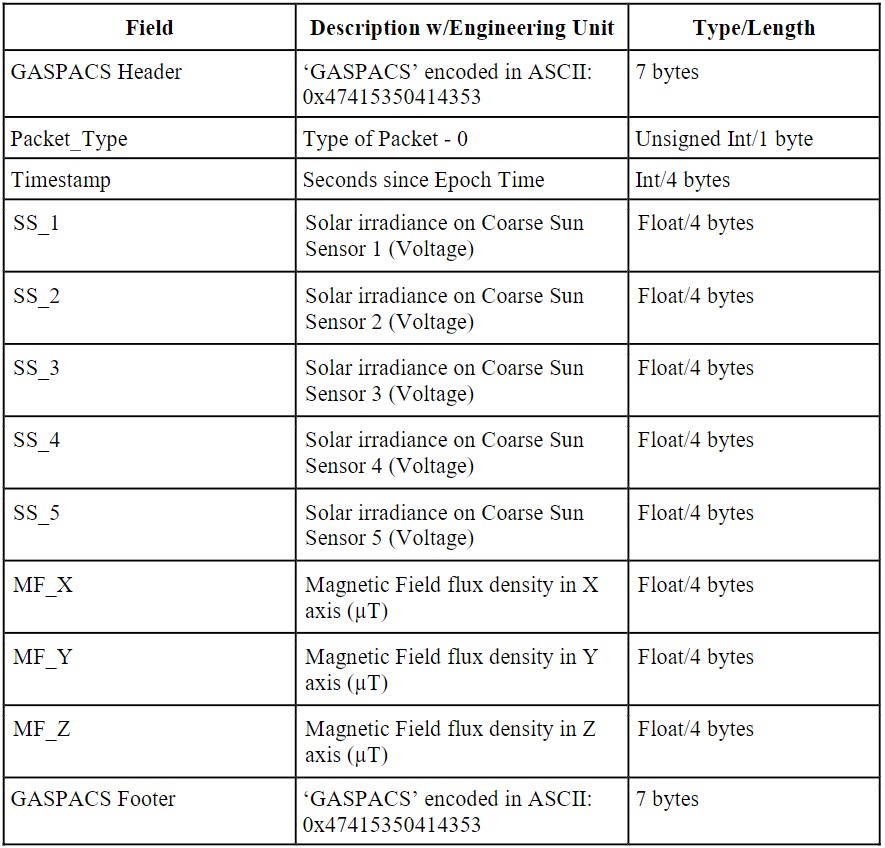 Field Description w/Engineering Unit Type/Length
GASPACS Header ‘GASPACS’ encoded in ASCII: 7 bytes
0x47415350414353
Packet_Type Type of Packet - 0 Unsigned Int/1 byte
Timestamp Seconds since Epoch Time Int/4 bytes
SS_1 Solar irradiance on Coarse Sun Float/4 bytes
Sensor 1 (Voltage)
SS_2 Solar irradiance on Coarse Sun Float/4 bytes
Sensor 2 (Voltage)
SS_3 Solar irradiance on Coarse Sun Float/4 bytes
Sensor 3 (Voltage)
SS_4 Solar irradiance on Coarse Sun Float/4 bytes
Sensor 4 (Voltage)
SS_5 Solar irradiance on Coarse Sun Float/4 bytes
Sensor 5 (Voltage)
MF_X Magnetic Field flux density in X Float/4 bytes
axis (µT)
MF_Y Magnetic Field flux density in Y Float/4 bytes
axis (µT)
MF_Z Magnetic Field flux density in Z Float/4 bytes
axis (µT)
GASPACS Footer ‘GASPACS’ encoded in ASCII: 7 bytes
0x47415350414353